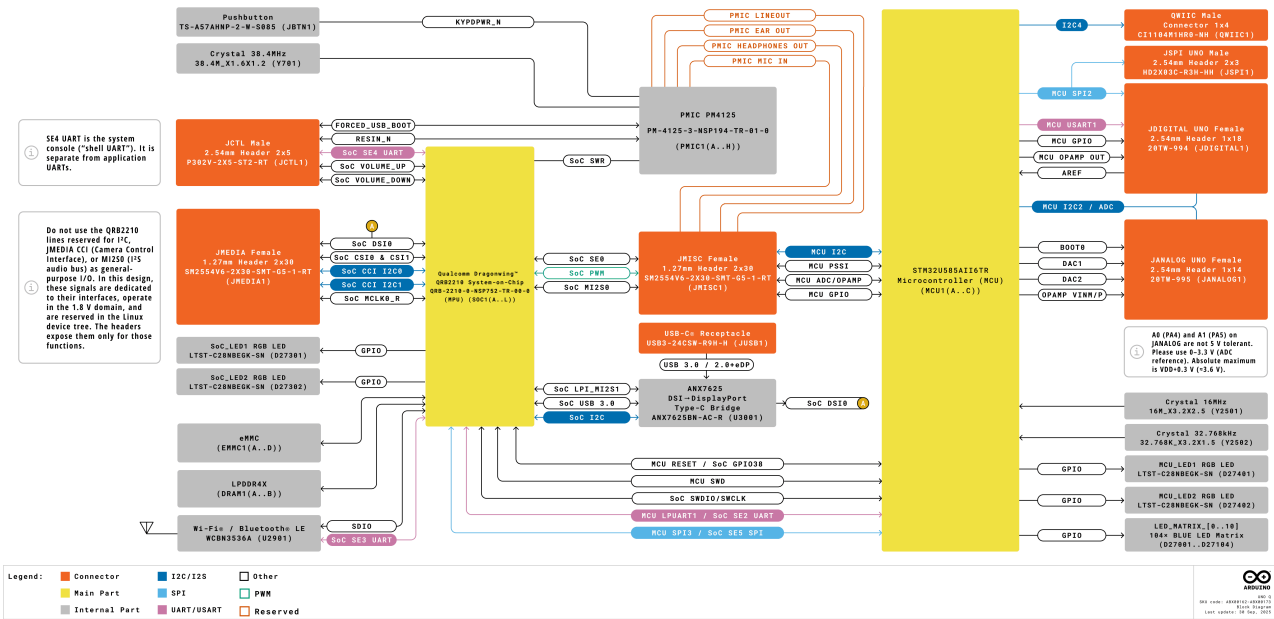 Pushbutton
TS-A57AHNP-2-W-S085 (JBTN1)
Crystal 38.4MHz
38.4M_X1.6X1.2 (Y701)
KYPDPWR_N
PMIC LINEOUT
PMIC EAR OUT
PMIC HEADPHONES OUT
PMIC MIC IN
PMIC PM4125
PM-4125-3-NSP194-TR-01-0
(PMIC1(A..H))
I2C4
QWIIC Male
Connector 1x4
CI1104M1HR0-NH (QWIIC1)
JSPI UNO Male
2.54mm Header 2x3
HD2X03C-R3H-HH (JSPI1)
MCU SPI2
MCU USART1
MCU GPIO
MCU OPAMP OUT
AREF
JDIGITAL UNO Female
2.54mm Header 1x18
20TW-994 (JDIGITAL1)
MCU I2C2 / ADC
SE4 UART is the system
console ("shell UART"). It is
separate from application
UARTs.
JCTL Male
2.54mm Header 2x5
P302V-2X5-ST2-RT (JCTL1)
FORCED_USB_BOOT
RESIN_N
SoC SE4 UART
SoC VOLUME_UP
SoC VOLUME_DOWN
SoC SWR
Do not use the QRB2210
lines reserved for I²C,
JMEDIA CCI (Camera Control
Interface), or MI2S0 (I²S
audio bus) as general-
purpose I/O. In this design,
these signals are dedicated
to their interfaces, operate
in the 1.8 V domain, and
are reserved in the Linux
device tree. The headers
expose them only for those
functions.
JMEDIA Female
1.27mm Header 2x30
SM2554V6-2X30-SMT-G5-1-RT
(JMEDIA1)
A
SoC DSI0
SoC CSI0 & CSI1
SoC CCI I2C0
SoC CCI I2C1
SoC MCLK0_R
Qualcomm Dragonwing™
QRB2210 System-on-Chip
QRB-2210-0-NSP752-TR-00-0
(MPU) (SOC1(A..L))
SoC SE0
SoC PWM
SoC MI2S0
JMISC Female
1.27mm Header 2x30
SM2554V6-2X30-SMT-G5-1-RT
(JMISC1)
MCU I2C
MCU PSSI
MCU ADC/OPAMP
MCU GPIO
STM32U585AII6TR
Microcontroller (MCU)
(MCU1(A..C))
BOOT0
DAC1
DAC2
OPAMP VINM/P
JANALOG UNO Female
2.54mm Header 1x14
20TW-995 (JANALOG1)
A0 (PA4) and A1 (PA5) on
JANALOG are not 5 V tolerant.
Please use 0–3.3 V (ADC
reference). Absolute maximum
is VDD+0.3 V (≈3.6 V).
SoC_LED1 RGB LED
LTST-C28NBEGK-SN (D27301)
GPIO
SoC_LED2 RGB LED
LTST-C28NBEGK-SN (D27302)
GPIO
USB-C® Receptacle
USB3-24CSW-R9H-H (JUSB1)
USB 3.0 / 2.0+eDP
SoC LPI_MI2S1
SoC USB 3.0
SoC I2C
ANX7625
DSI→DisplayPort
Type-C Bridge
ANX7625BN-AC-R (U3001)
SoC DSI0
A
Crystal 16MHz
16M_X3.2X2.5 (Y2501)
Crystal 32.768kHz
32.768K_X3.2X1.5 (Y2502)
eMMC
(EMMC1(A..D))
LPDDR4X
(DRAM1(A..B))
Wi-Fi® / Bluetooth® LE
WCBN3536A (U2901)
SDIO
SoC SE3 UART
MCU RESET / SoC GPIO38
MCU SWD
SoC SWDIO/SWCLK
MCU LPUART1 / SoC SE2 UART
MCU SPI3 / SoC SE5 SPI
GPIO
MCU_LED1 RGB LED
LTST-C28NBEGK-SN (D27401)
GPIO
MCU_LED2 RGB LED
LTST-C28NBEGK-SN (D27402)
GPIO
LED_MATRIX_[0..10]
104× BLUE LED Matrix
(D27001..D27104)
Legend:
Connector
I2C/I2S
Other
Main Part
SPI
PWM
Internal Part
UART/USART
Reserved
ARDUINO
UNO Q
SKU code: ABX00162-ABX00173
Block Diagram
Last update: 30 Sep, 2025